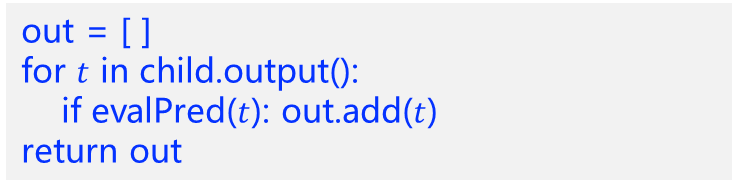 out = [ ]
for t in child.output():
if evalPred(t): out.add(t)
return out